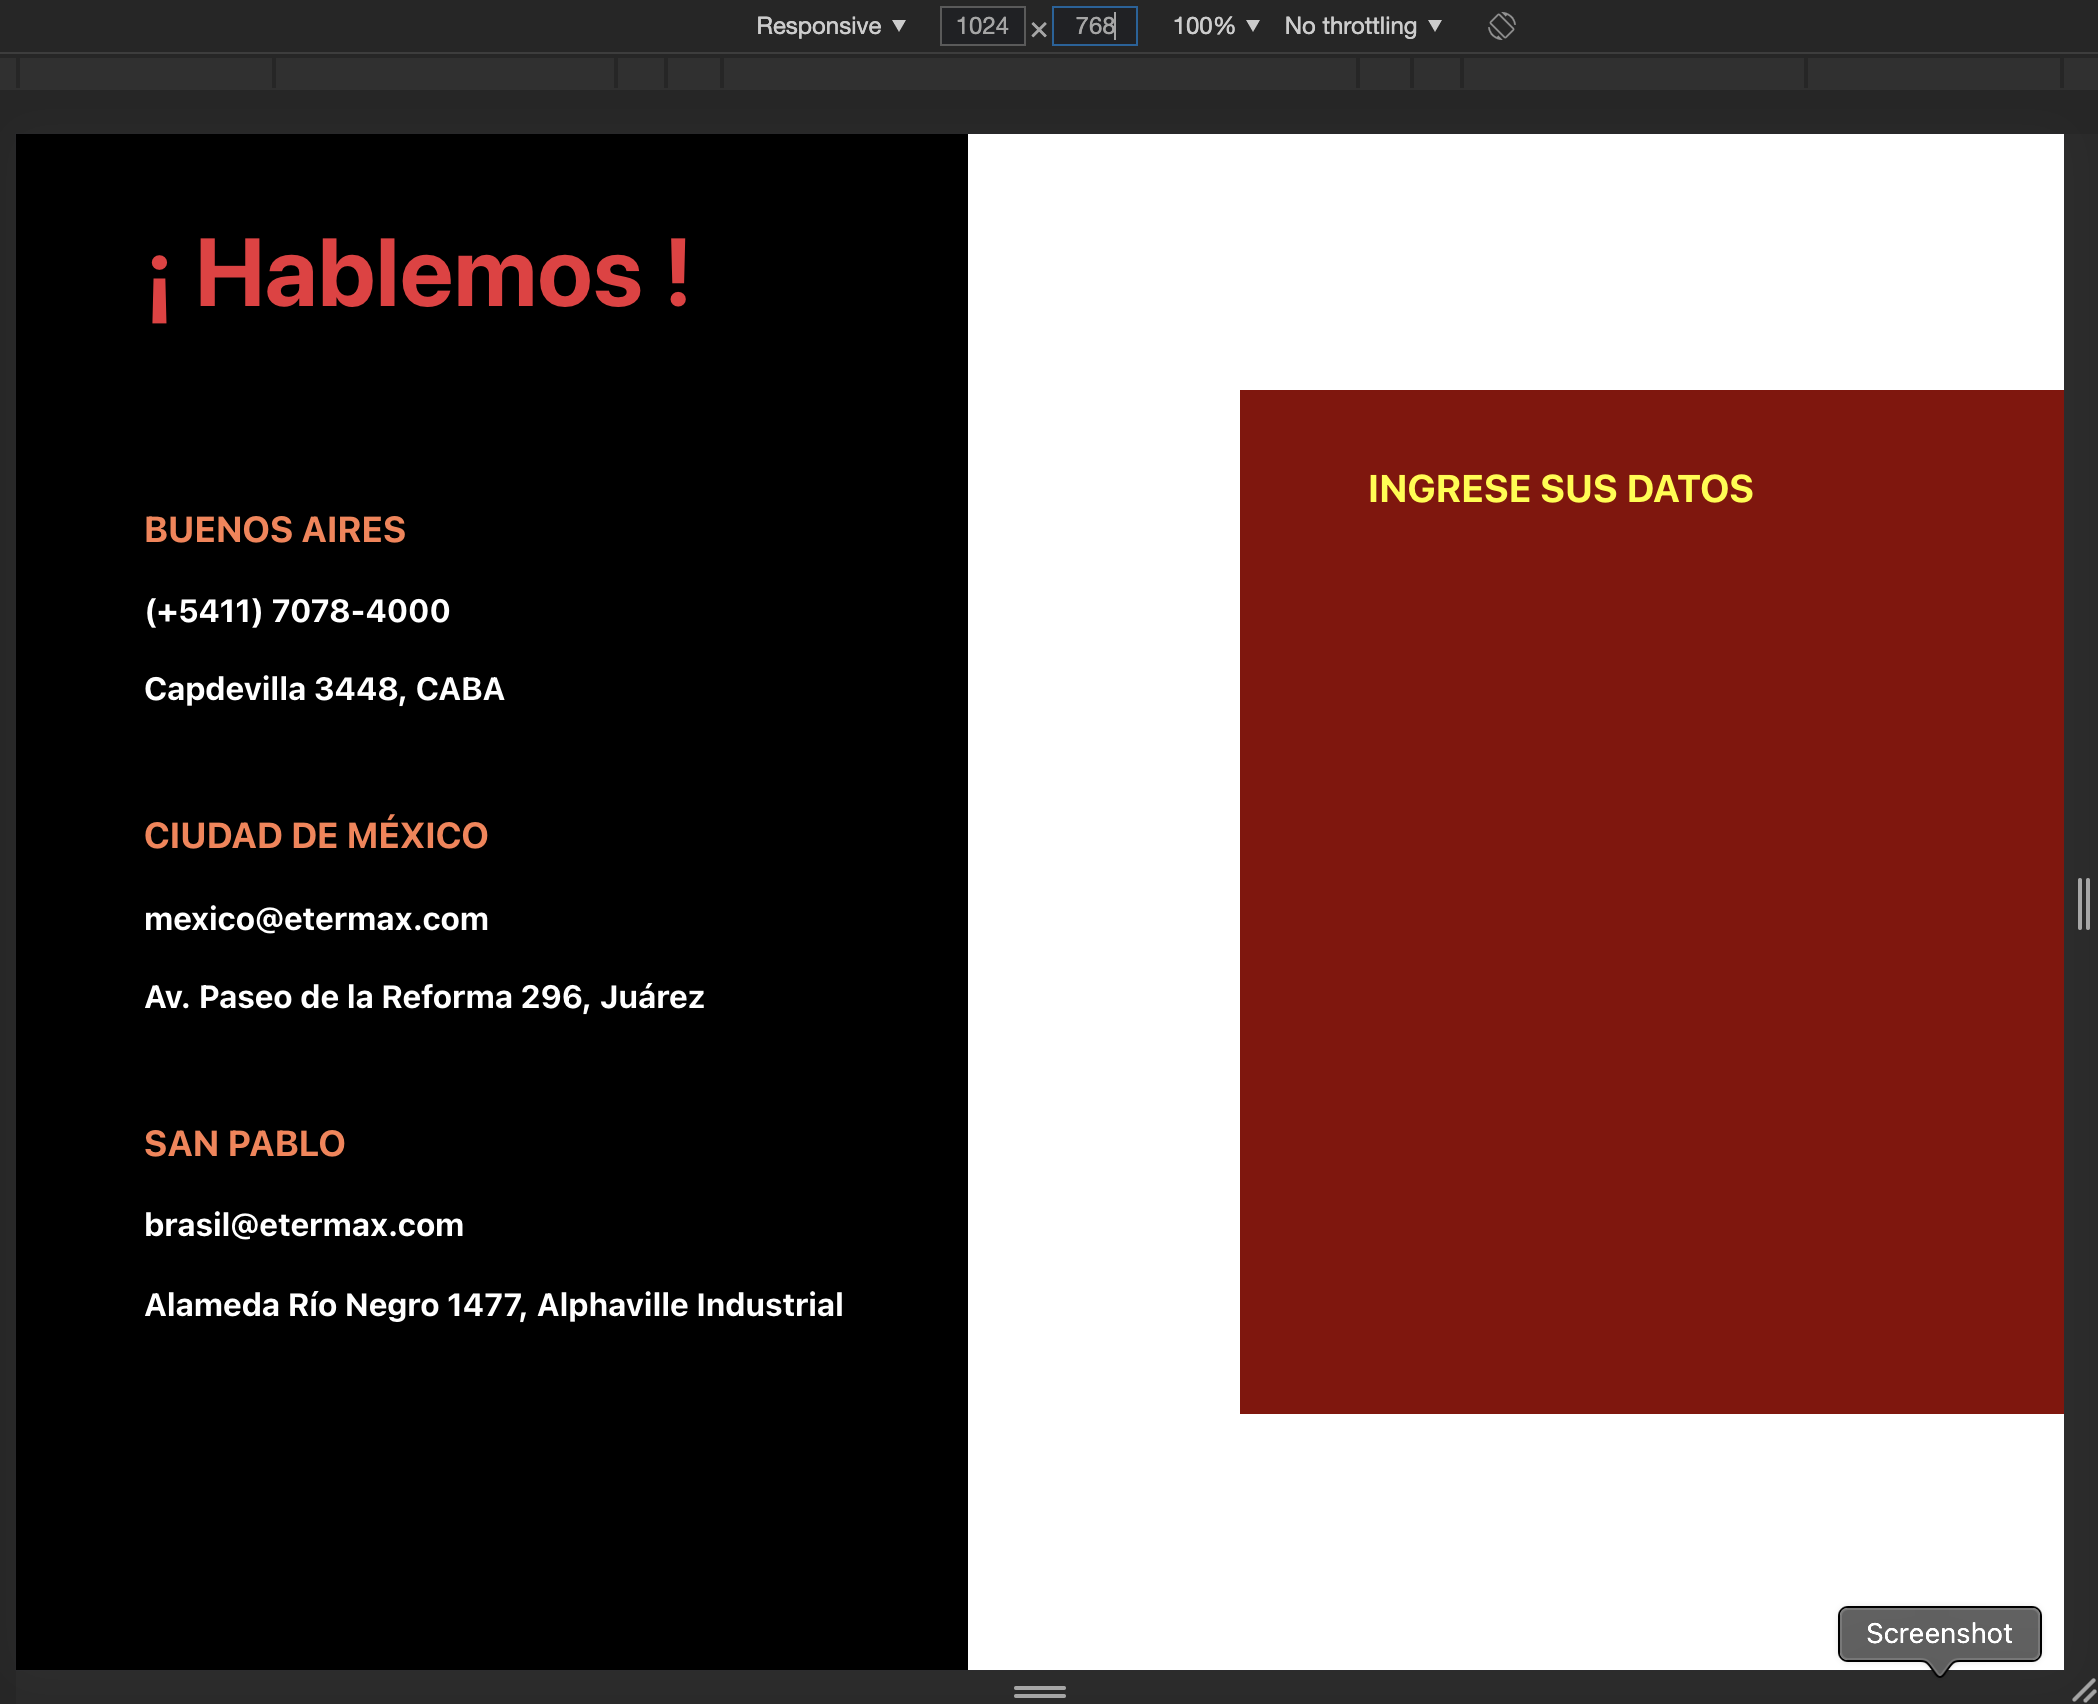 Responsive ▼ 1024 × 768 100% ▼ No throttling ▼
¡ Hablemos !
BUENOS AIRES
(+5411) 7078-4000
Capdevilla 3448, CABA
CIUDAD DE MÉXICO
mexico@etermax.com
Av. Paseo de la Reforma 296, Juárez
SAN PABLO
brasil@etermax.com
Alameda Río Negro 1477, Alphaville Industrial
INGRESE SUS DATOS
Screenshot